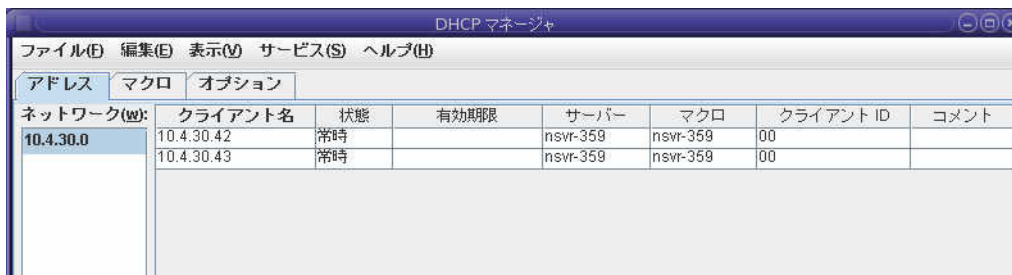 DHCP マネージャ
ファイル(F) 編集(E) 表示(V) サービス(S) ヘルプ(H)
アドレス マクロ オプション
ネットワーク(w): クライアント名 状態 有効期限 サーバー マクロ クライアント ID コメント
10.4.30.0 10.4.30.42 常時 nsvr-359 nsvr-359 00
10.4.30.43 常時 nsvr-359 nsvr-359 00